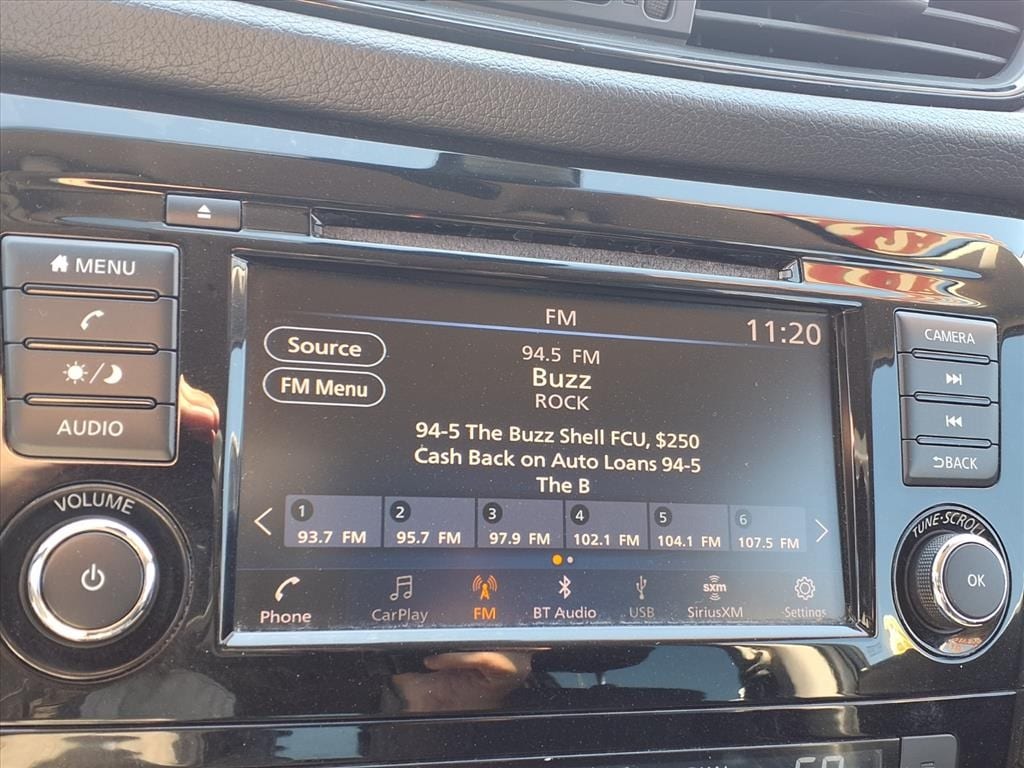 MENU
AUDIO
VOLUME
FM
11:20
Source
FM Menu
94.5 FM
Buzz
ROCK
94-5 The Buzz Shell FCU, $250
Cash Back on Auto Loans 94-5
The B
1 2 3 4 5 6
93.7 FM 95.7 FM 97.9 FM 102.1 FM 104.1 FM 107.5 FM
sxm
Phone CarPlay FM BT Audio USB SiriusXM Settings
CAMERA
BACK
TUNE·SCROLL
OK